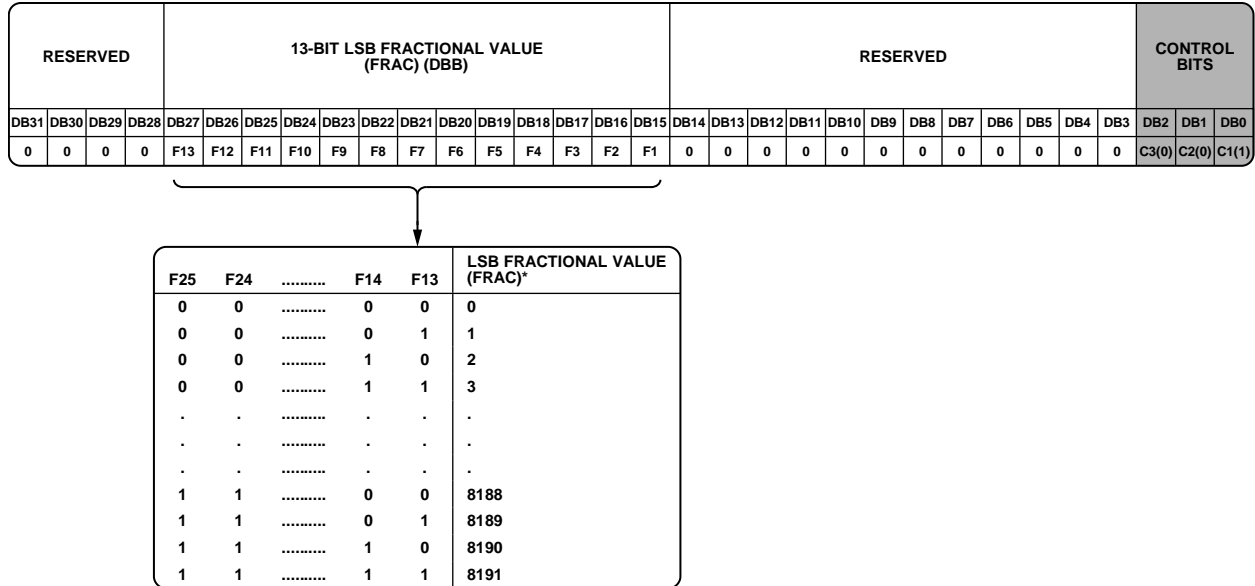 RESERVED
13-BIT LSB FRACTIONAL VALUE
(FRAC) (DBB)
RESERVED
CONTROL
BITS
DB31 DB30 DB29 DB28 DB27 DB26 DB25 DB24 DB23 DB22 DB21 DB20 DB19 DB18 DB17 DB16 DB15 DB14 DB13 DB12 DB11 DB10 DB9 DB8 DB7 DB6 DB5 DB4 DB3 DB2 DB1 DB0
0 0 0 0 F13 F12 F11 F10 F9 F8 F7 F6 F5 F4 F3 F2 F1 0 0 0 0 0 0 0 0 0 0 0 0 C3(0) C2(0) C1(1)
F25 F24 .......... F14 F13 LSB FRACTIONAL VALUE
(FRAC)*
0 0 .......... 0 0 0
0 0 .......... 0 1 1
0 0 .......... 1 0 2
0 0 .......... 1 1 3
. . .......... . . .
. . .......... . . .
. . .......... . . .
1 1 .......... 0 0 8188
1 1 .......... 0 1 8189
1 1 .......... 1 0 8190
1 1 .......... 1 1 8191